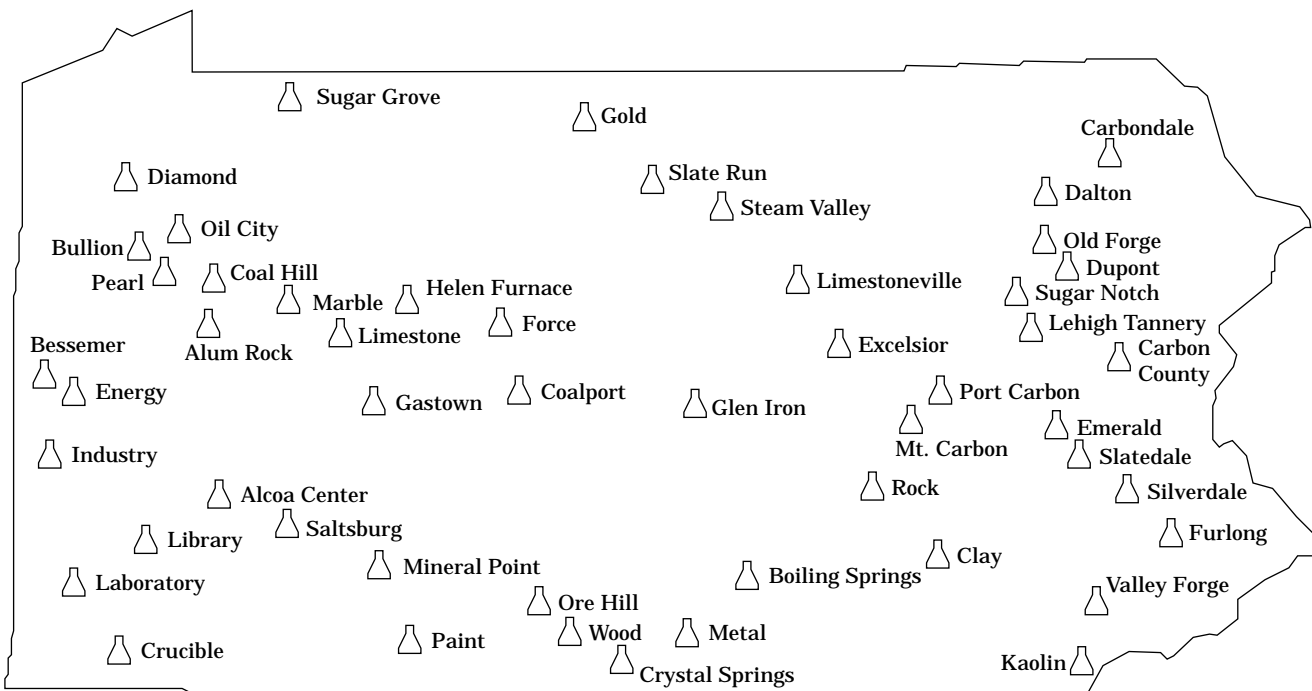 Sugar Grove
Gold
Carbondale
Diamond
Slate Run
Dalton
Steam Valley
Oil City
Bullion
Old Forge
Dupont
Pearl
Coal Hill
Limestoneville
Helen Furnace
Sugar Notch
Marble
Force
Lehigh Tannery
Limestone
Bessemer
Alum Rock
Excelsior
Carbon
County
Energy
Gastown
Coalport
Glen Iron
Port Carbon
Emerald
Mt. Carbon
Industry
Slatedale
Rock
Silverdale
Alcoa Center
Saltsburg
Furlong
Library
Clay
Mineral Point
Boiling Springs
Laboratory
Valley Forge
Ore Hill
Wood
Metal
Paint
Crucible
Kaolin
Crystal Springs